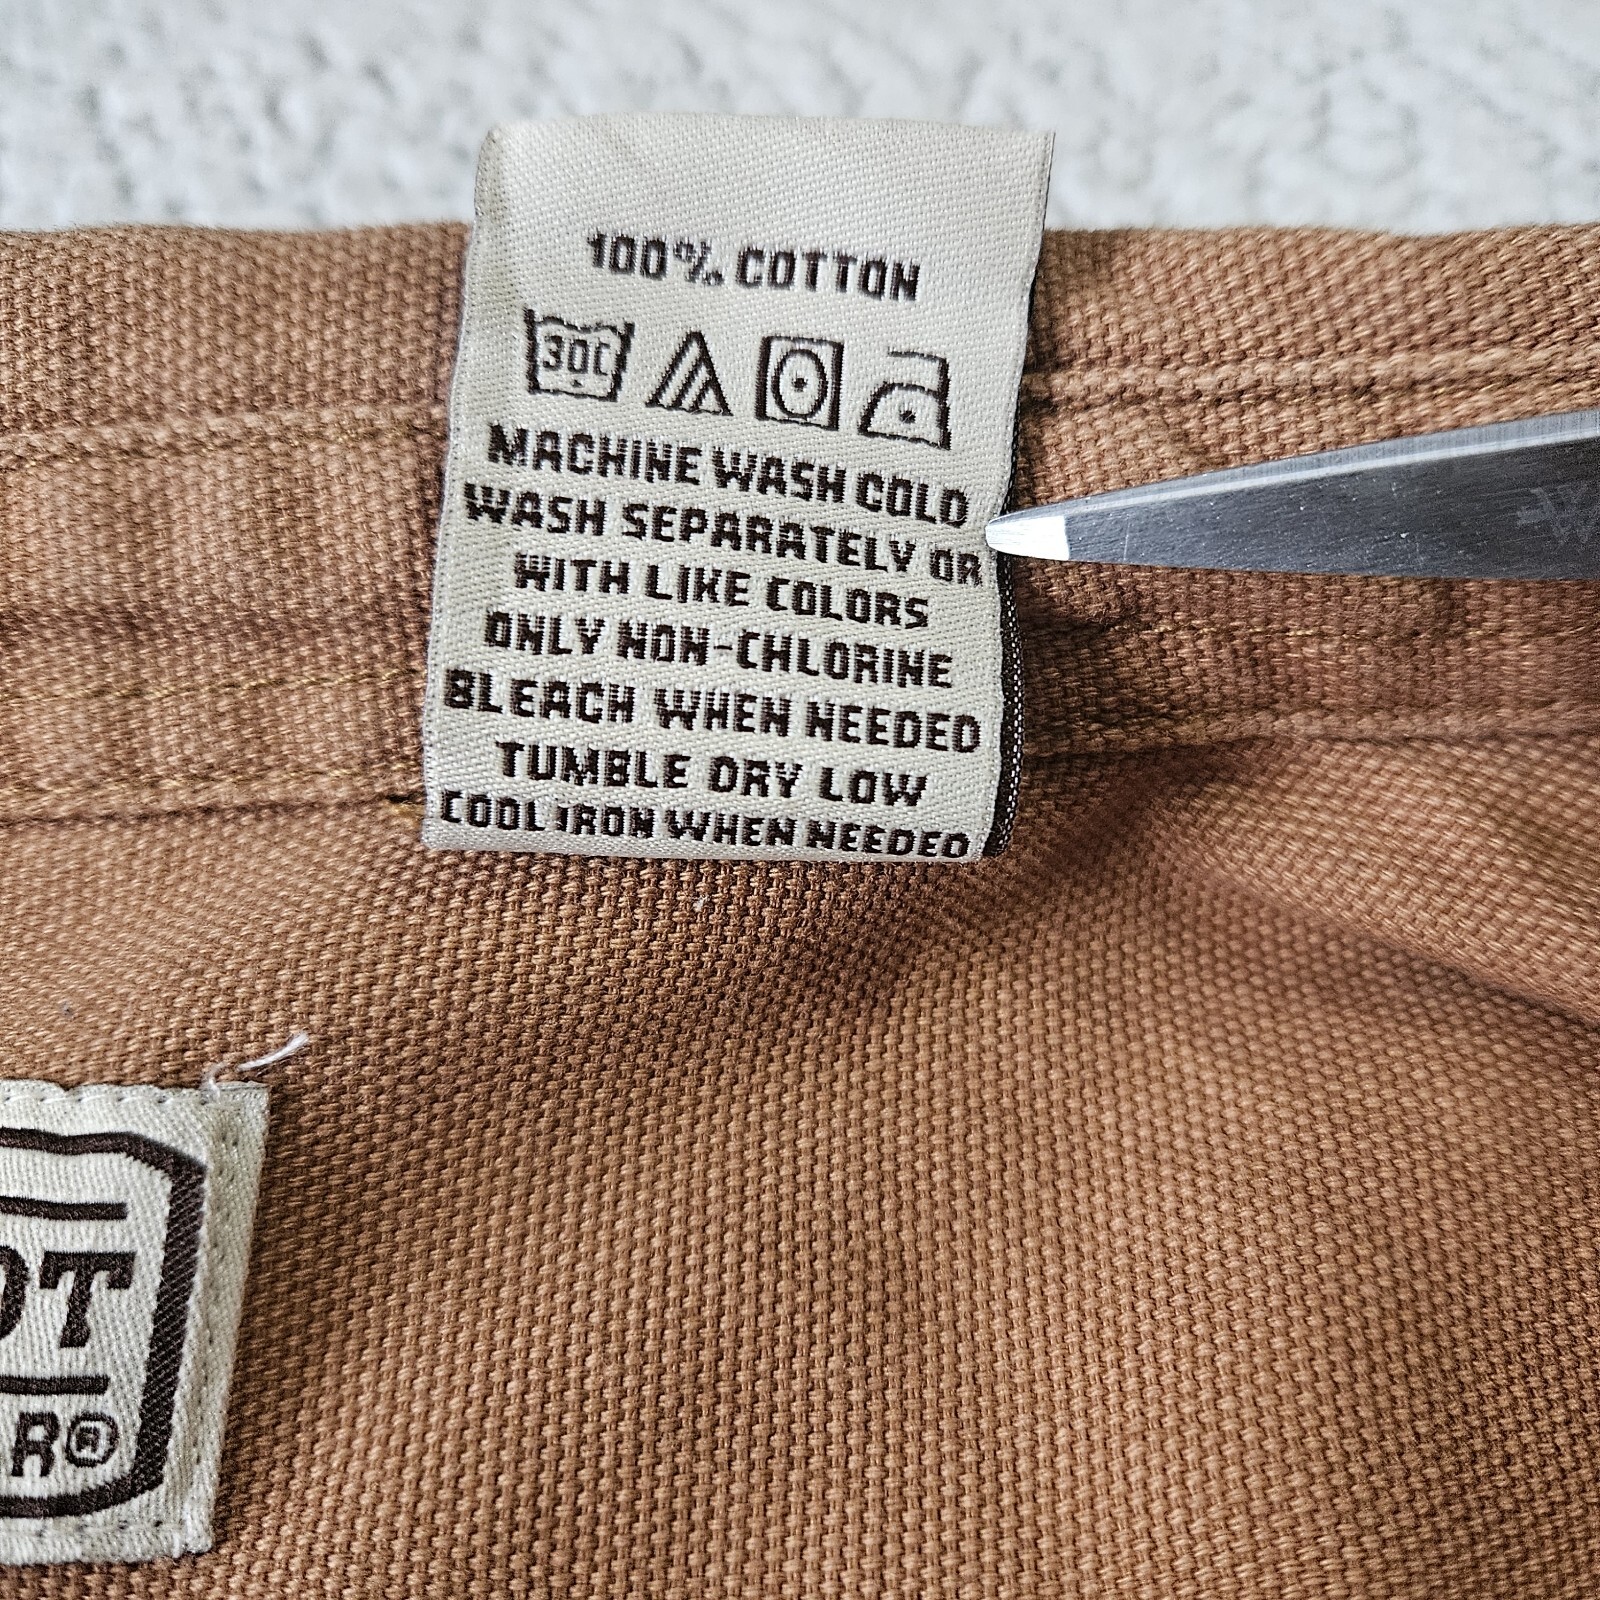 100% COTTON
30C
MACHINE WASH COLD
WASH SEPARATELY OR
WITH LIKE COLORS
ONLY NON-CHLORINE
BLEACH WHEN NEEDED
TUMBLE DRY LOW
COOL IRON WHEN NEEDED
OT
R®